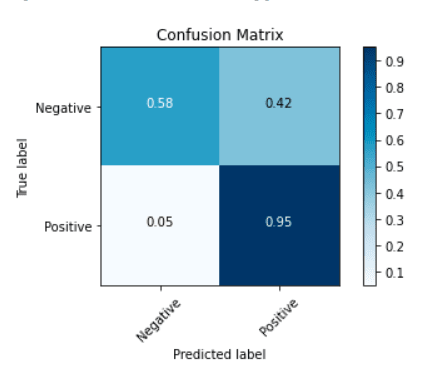 Confusion Matrix
Negative
0.58
0.42
Positive
0.05
0.95
True label
Negative
Positive
Predicted label
0.9
0.8
0.7
0.6
0.5
0.4
0.3
0.2
0.1